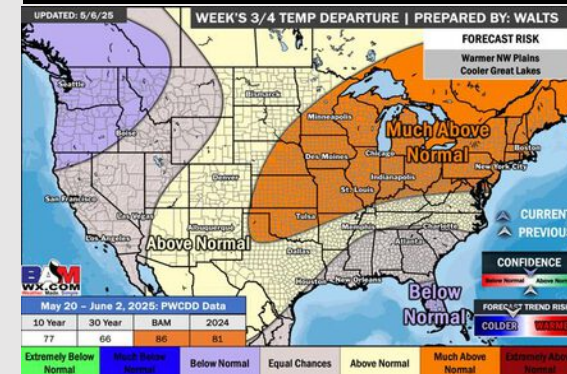 UPDATED: 5/6/25
WEEK'S 3/4 TEMP DEPARTURE | PREPARED BY: WALTS
FORECAST RISK
Warmer NW Plains
Cooler Great Lakes
Seattle
Boise
Bismarck
Minneapolis
Much Above
Normal
Boston
New York City
Des Moines
Chicago
Indianapolis
St. Louis
Denver
San Francisco
Las Vegas
Los Angeles
Albuquerque
Above Normal
Tulsa
Memphis
Charlotte
Atlanta
Dallas
Houston
New Orleans
Below
Normal
CURRENT
PREVIOUS
CONFIDENCE
Below Normal
FORECAST TREND RISK
COLDER
BAM
WX.COM
May 20 – June 2, 2025: PWCDD Data
10 Year 30 Year BAM 2024
77 66 86 81
Extremely Below
Normal
Much Below
Normal
Below Normal
Equal Chances
Above Normal
Much Above
Normal